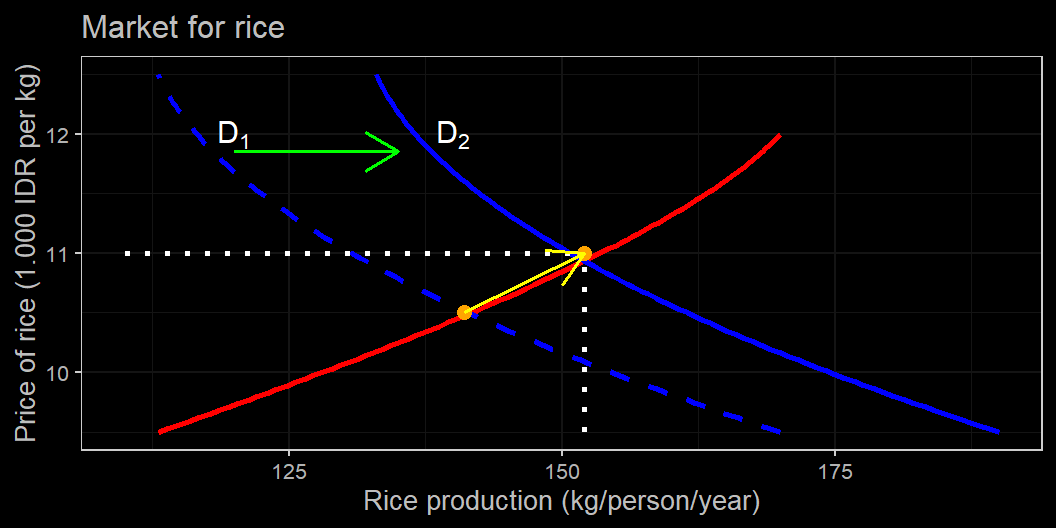 Market for rice
Price of rice (1.000 IDR per kg)
12
11
10
D₁
D₂
125
150
175
Rice production (kg/person/year)